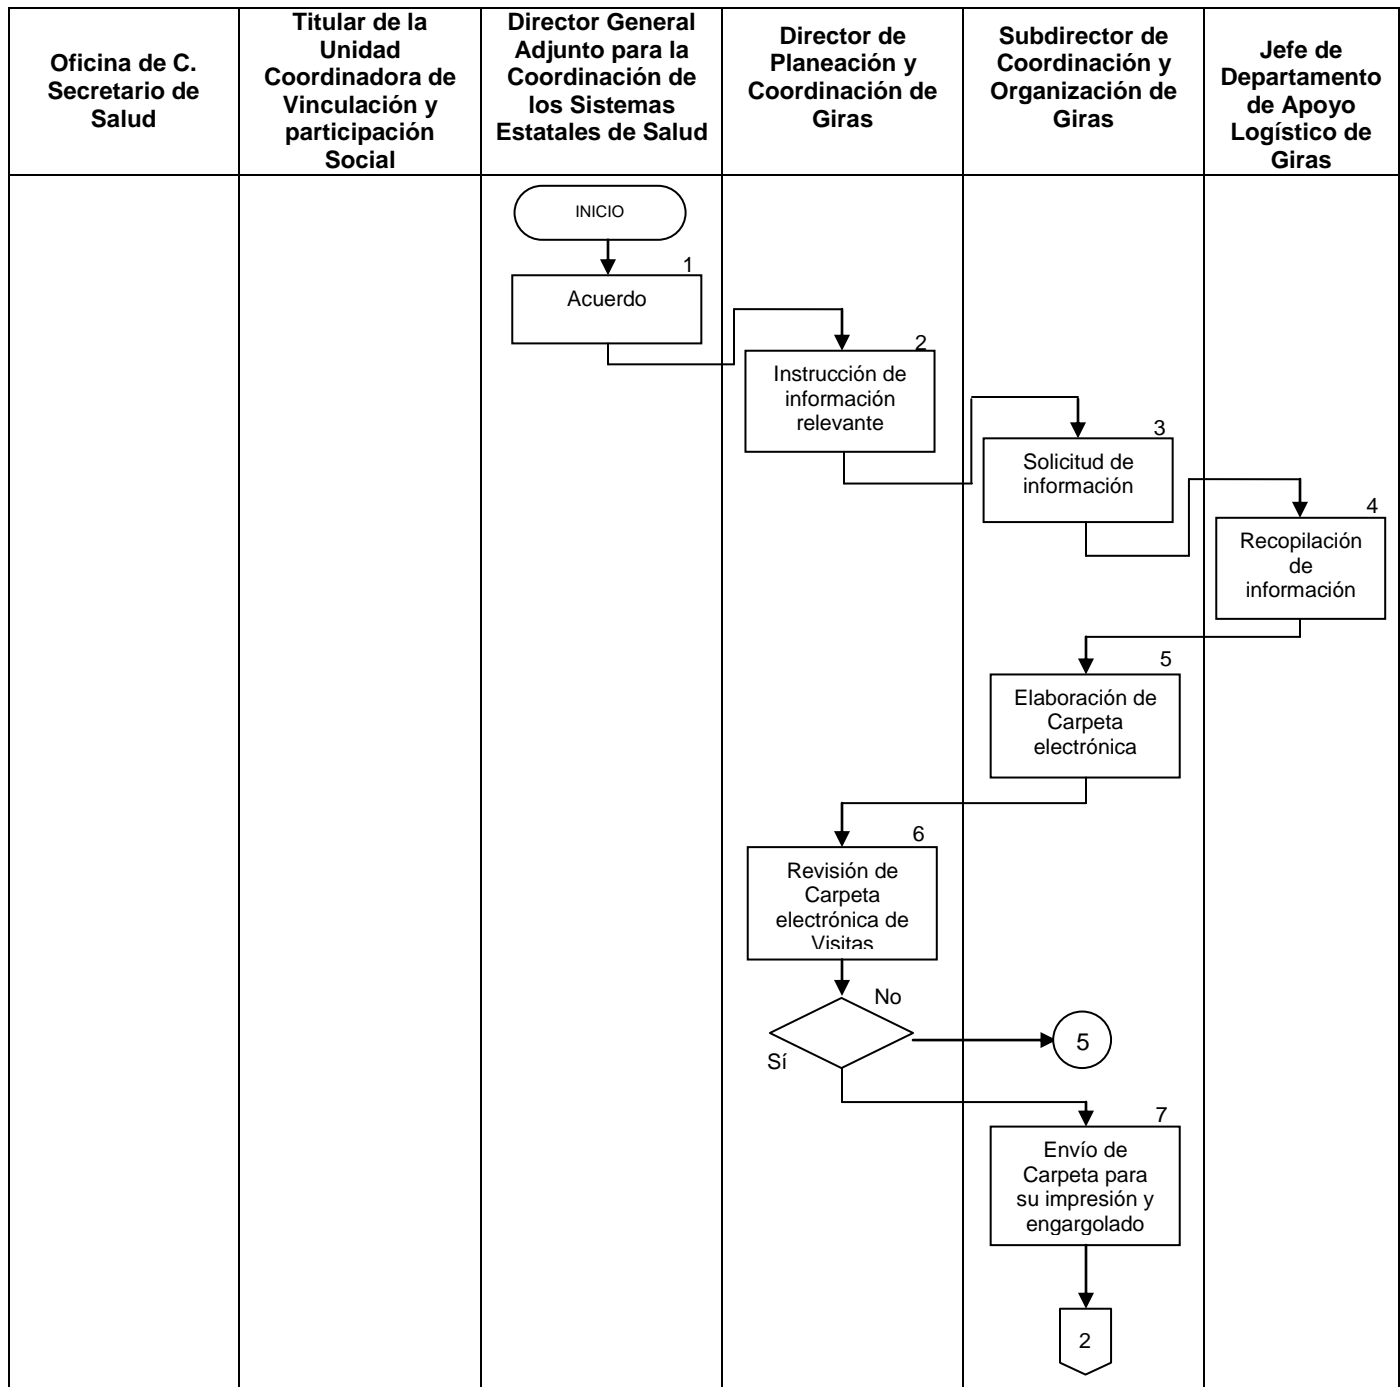 Oficina de C.
Secretario de
Salud
Titular de la
Unidad
Coordinadora de
Vinculación y
participación
Social
Director General
Adjunto para la
Coordinación de
los Sistemas
Estatales de Salud
Director de
Planeación y
Coordinación de
Giras
Subdirector de
Coordinación y
Organización de
Giras
Jefe de
Departamento
de Apoyo
Logístico de
Giras
INICIO
1
Acuerdo
2
Instrucción de
información
relevante
3
Solicitud de
información
4
Recopilación
de
información
5
Elaboración de
Carpeta
electrónica
6
Revisión de
Carpeta
electrónica de
Visitas
No
Sí
5
7
Envío de
Carpeta para
su impresión y
engargolado
2